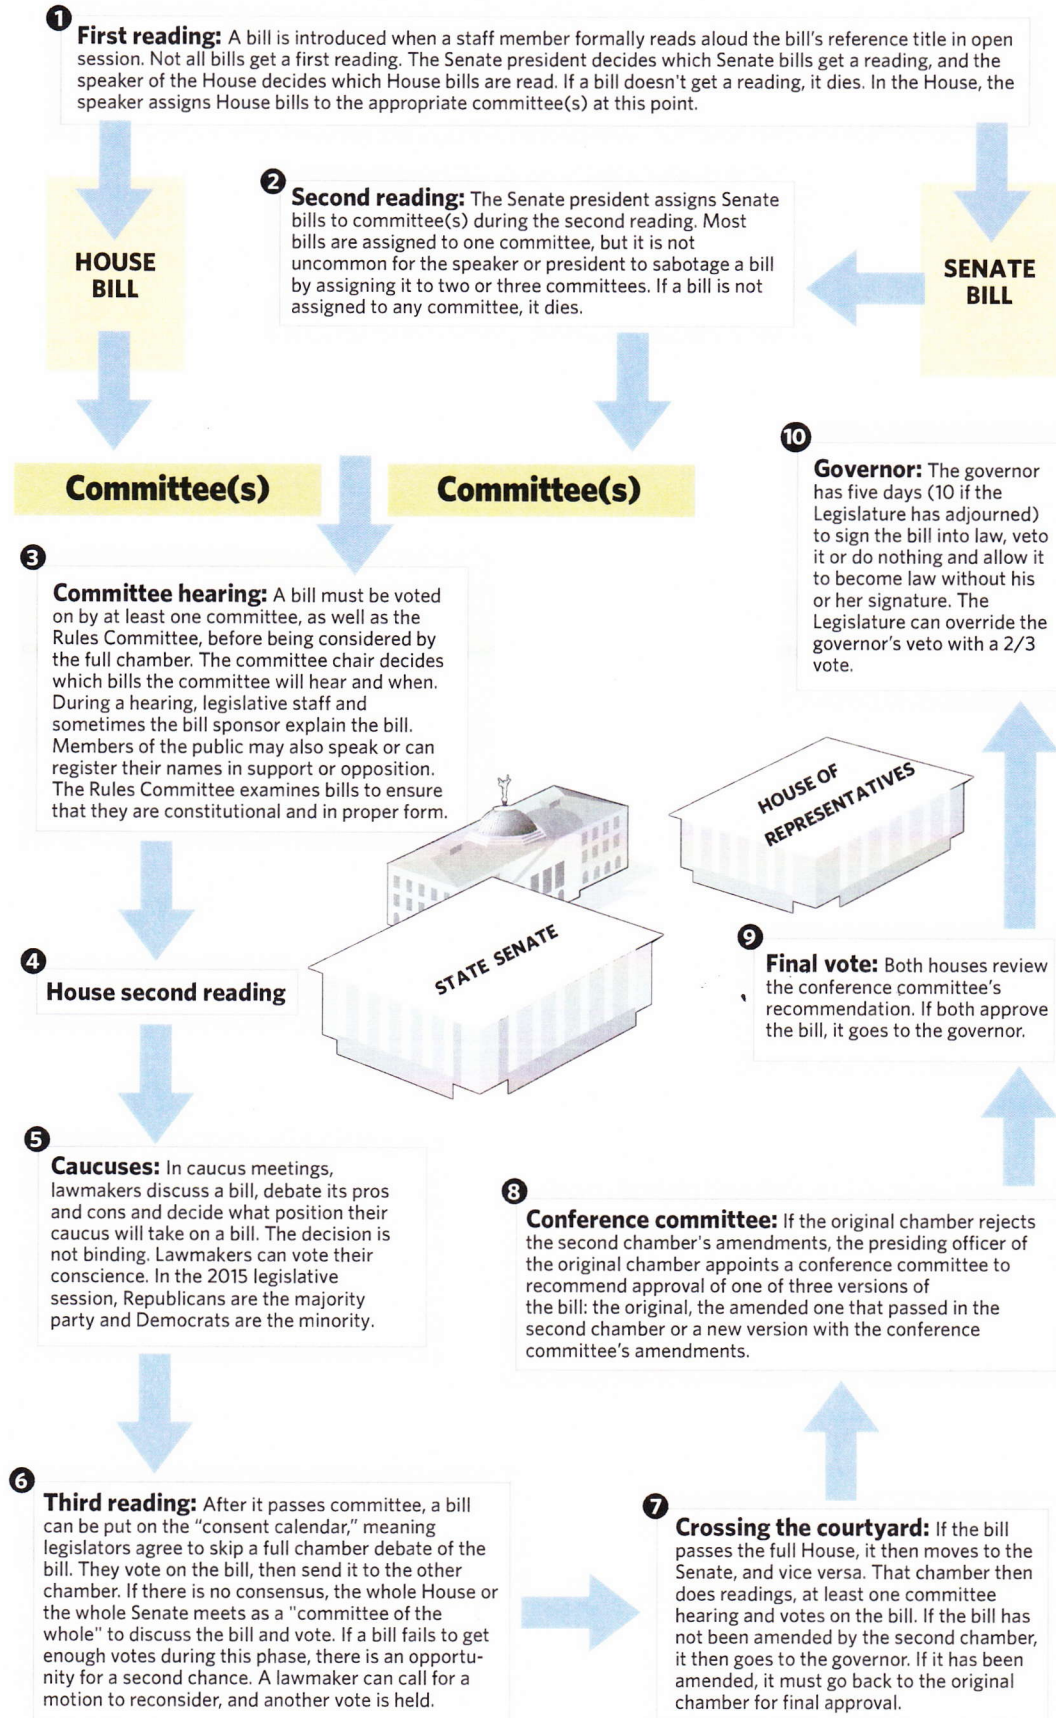 1
First reading: A bill is introduced when a staff member formally reads aloud the bill's reference title in open
session. Not all bills get a first reading. The Senate president decides which Senate bills get a reading, and the
speaker of the House decides which House bills are read. If a bill doesn't get a reading, it dies. In the House, the
speaker assigns House bills to the appropriate committee(s) at this point.
HOUSE
BILL
2
Second reading: The Senate president assigns Senate
bills to committee(s) during the second reading. Most
bills are assigned to one committee, but it is not
uncommon for the speaker or president to sabotage a bill
by assigning it to two or three committees. If a bill is not
assigned to any committee, it dies.
SENATE
BILL
Committee(s)
Committee(s)
3
Committee hearing: A bill must be voted
on by at least one committee, as well as the
Rules Committee, before being considered by
the full chamber. The committee chair decides
which bills the committee will hear and when.
During a hearing, legislative staff and
sometimes the bill sponsor explain the bill.
Members of the public may also speak or can
register their names in support or opposition.
The Rules Committee examines bills to ensure
that they are constitutional and in proper form.
4
House second reading
STATE SENATE
HOUSE OF
REPRESENTATIVES
5
Caucuses: In caucus meetings,
lawmakers discuss a bill, debate its pros
and cons and decide what position their
caucus will take on a bill. The decision is
not binding. Lawmakers can vote their
conscience. In the 2015 legislative
session, Republicans are the majority
party and Democrats are the minority.
6
Third reading: After it passes committee, a bill
can be put on the "consent calendar," meaning
legislators agree to skip a full chamber debate of the
bill. They vote on the bill, then send it to the other
chamber. If there is no consensus, the whole House or
the whole Senate meets as a "committee of the
whole" to discuss the bill and vote. If a bill fails to get
enough votes during this phase, there is an opportu-
nity for a second chance. A lawmaker can call for a
motion to reconsider, and another vote is held.
7
Crossing the courtyard: If the bill
passes the full House, it then moves to the
Senate, and vice versa. That chamber then
does readings, at least one committee
hearing and votes on the bill. If the bill has
not been amended by the second chamber,
it then goes to the governor. If it has been
amended, it must go back to the original
chamber for final approval.
8
Conference committee: If the original chamber rejects
the second chamber's amendments, the presiding officer of
the original chamber appoints a conference committee to
recommend approval of one of three versions of
the bill: the original, the amended one that passed in the
second chamber or a new version with the conference
committee's amendments.
9
Final vote: Both houses review
the conference committee's
recommendation. If both approve
the bill, it goes to the governor.
10
Governor: The governor
has five days (10 if the
Legislature has adjourned)
to sign the bill into law, veto
it or do nothing and allow it
to become law without his
or her signature. The
Legislature can override the
governor's veto with a 2/3
vote.